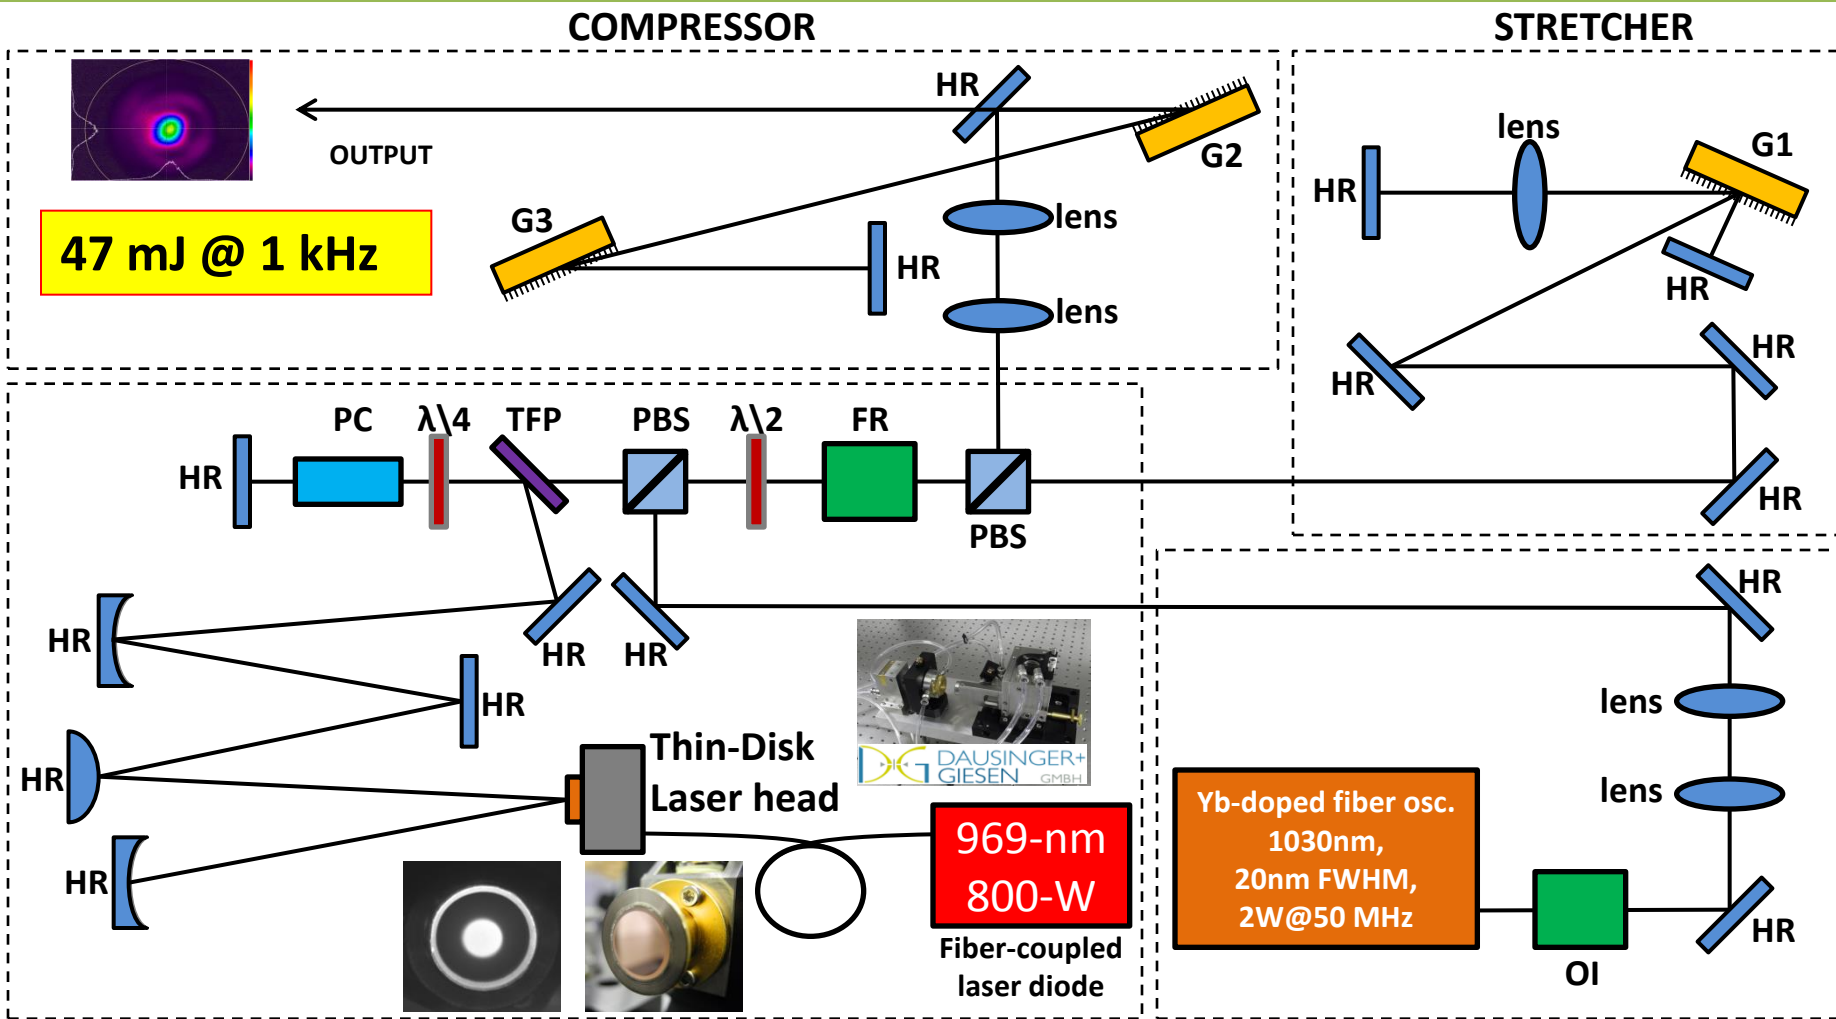 COMPRESSOR
STRETCHER
HR
G2
OUTPUT
G3
lens
HR
lens
47 mJ @ 1 kHz
lens
G1
HR
HR
HR
HR
HR
PC
λ\4
TFP
PBS
λ\2
FR
HR
PBS
HR
HR
HR
HR
HR
HR
Thin-Disk
Laser head
DAUSINGER+
GIESEN GMBH
969-nm
800-W
Fiber-coupled
laser diode
HR
lens
lens
Yb-doped fiber osc.
1030nm,
20nm FWHM,
2W@50 MHz
OI
HR